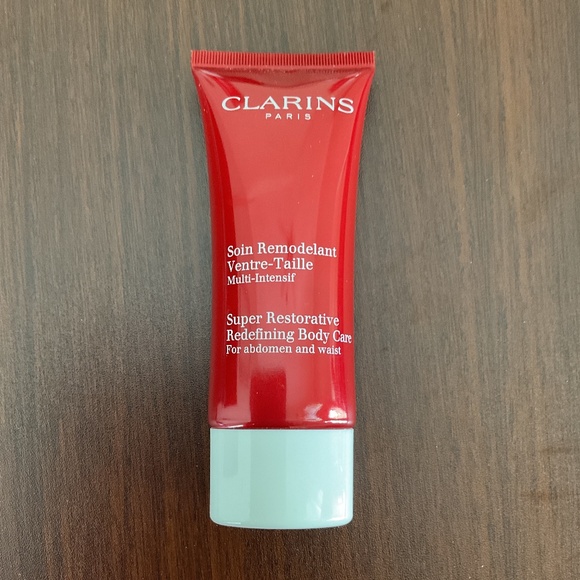 CLARINS
PARIS
Soin Remodelant
Ventre-Taille
Multi-Intensif
Super Restorative
Redefining Body Care
For abdomen and waist